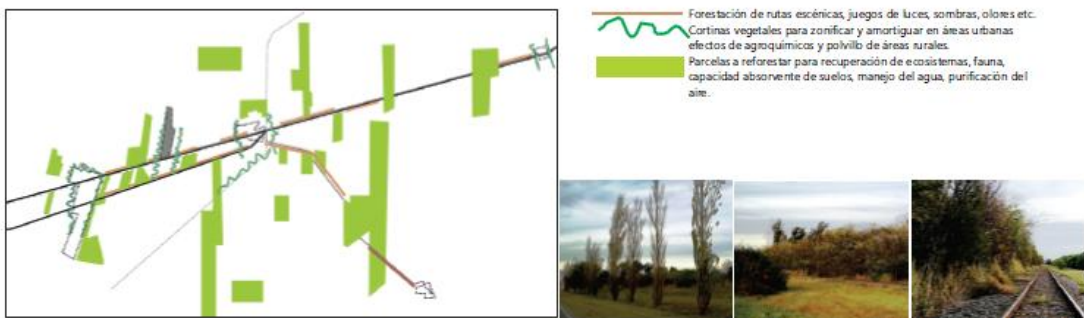 Forestación de rutas escénicas, juegos de luces, sombras, olores etc.
Cortinas vegetales para zonificar y amortiguar en áreas urbanas
efectos de agroquímicos y polvillo de áreas rurales.
Parcelas a reforestar para recuperación de ecosistemas, fauna,
capacidad absorvente de suelos, manejo del agua, purificación del
aire.